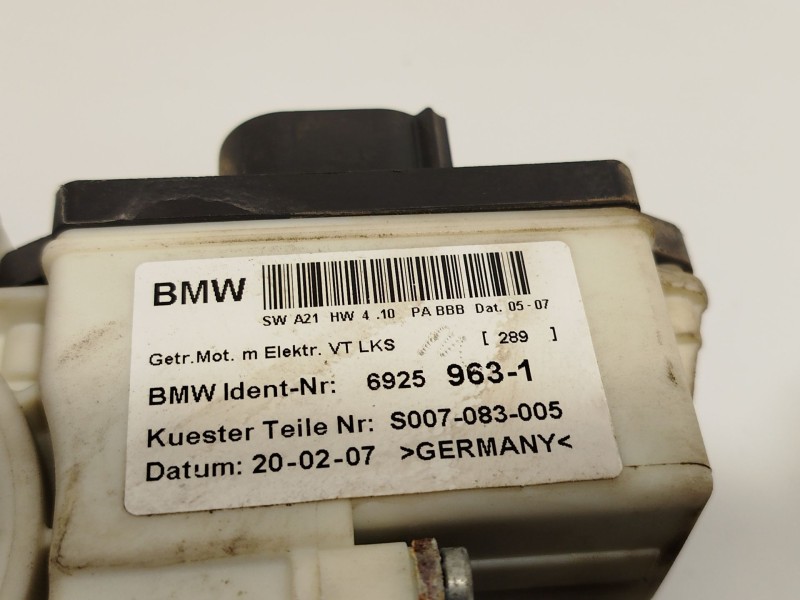 BMW
SW A21 HW 4 .10 PA BBB Dat. 05-07
Getr.Mot. m Elektr. VT LKS [ 289 ]
BMW Ident-Nr: 6925 963-1
Kuester Teile Nr: S007-083-005
Datum: 20-02-07 >GERMANY<